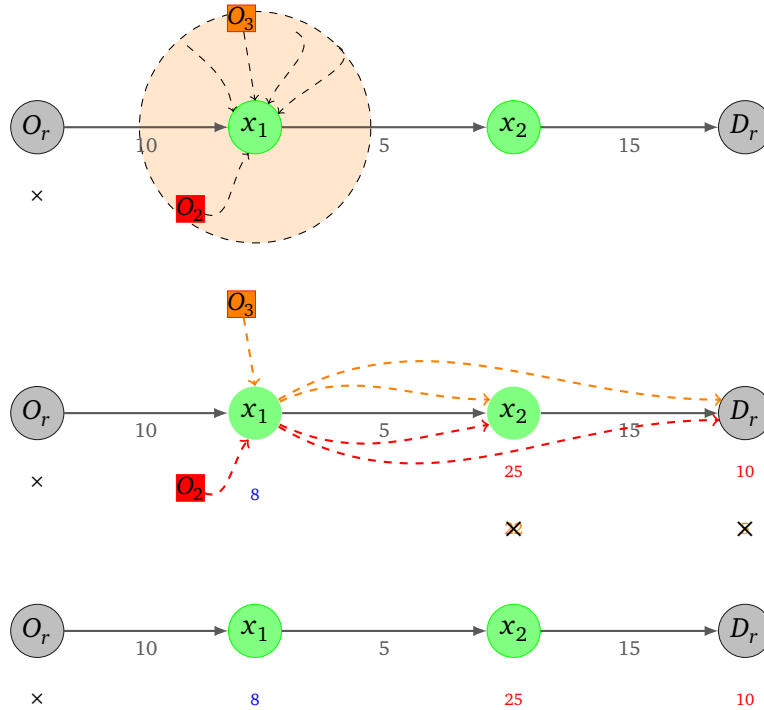 O₃
Oᵣ x₁ x₂ Dᵣ
10 5 15
×
O₂
O₃
Oᵣ x₁ x₂ Dᵣ
10 5 15
×
O₂
8 25 10
Oᵣ x₁ x₂ Dᵣ
10 5 15
× 8 25 10